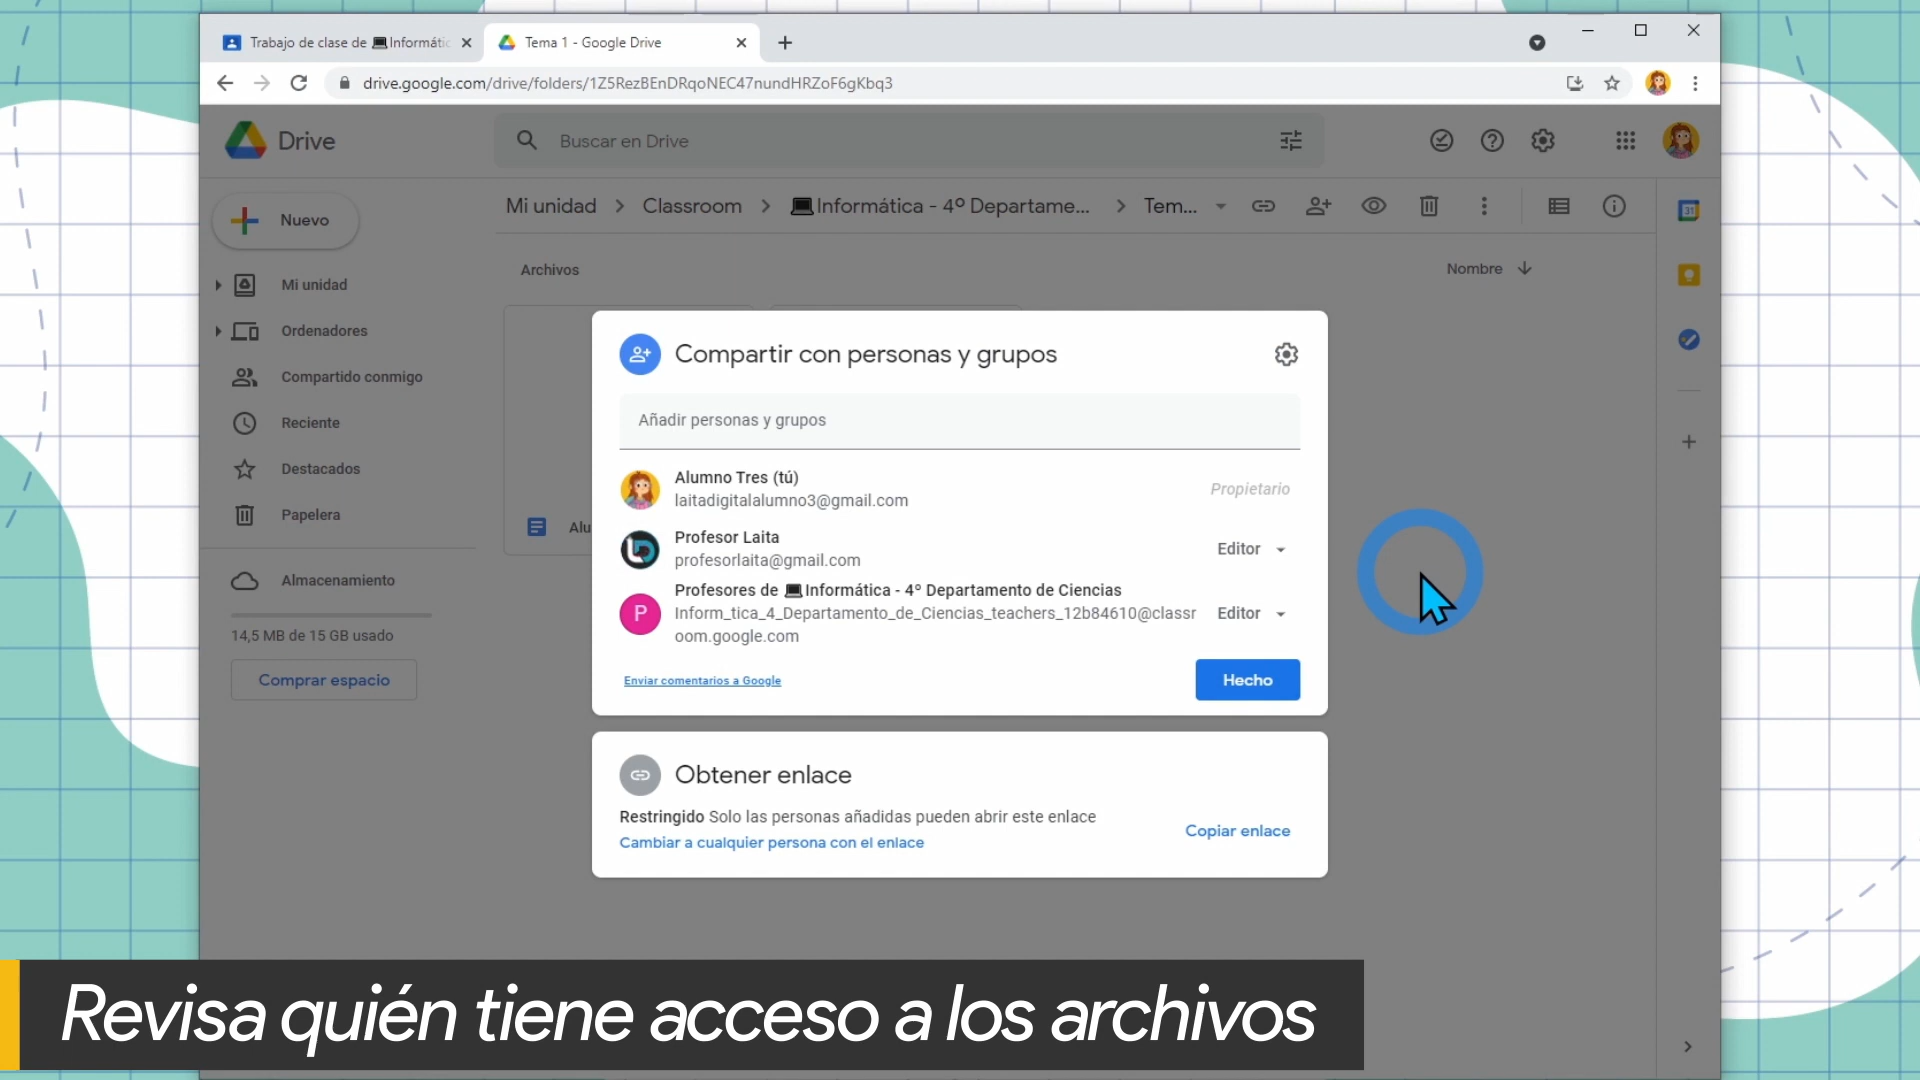 Trabajo de clase de 💻Informátic
Tema 1 - Google Drive
drive.google.com/drive/folders/1Z5RezBEnDRqoNEC47nundHRZoF6gKbq3
Drive
Buscar en Drive
Nuevo
Mi unidad
Classroom
💻Informática - 4º Departame...
Tem...
Archivos
Nombre
Mi unidad
Ordenadores
Compartido conmigo
Reciente
Destacados
Papelera
Almacenamiento
14,5 MB de 15 GB usado
Comprar espacio
Alu
31
Compartir con personas y grupos
Añadir personas y grupos
Alumno Tres (tú)
laitadigitalalumno3@gmail.com
Propietario
Profesor Laita
profesorlaita@gmail.com
Editor
P
Profesores de 💻Informática - 4º Departamento de Ciencias
Inform_tica_4_Departamento_de_Ciencias_teachers_12b84610@classr
oom.google.com
Editor
Enviar comentarios a Google
Hecho
Obtener enlace
Restringido Solo las personas añadidas pueden abrir este enlace
Cambiar a cualquier persona con el enlace
Copiar enlace
Revisa quién tiene acceso a los archivos